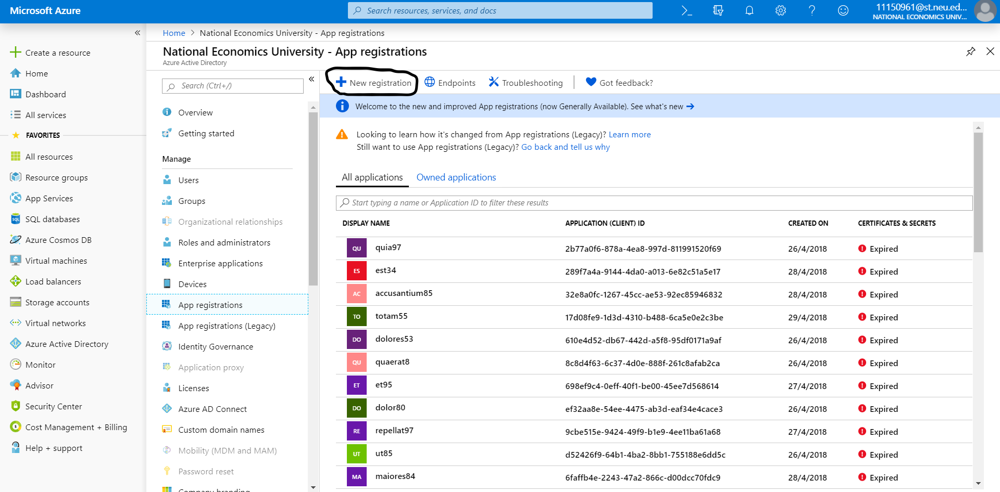 Microsoft Azure
Search resources, services, and docs
11150961@st.neu.ed...
NATIONAL ECONOMICS UNIV...
Create a resource
Home
Dashboard
All services
FAVORITES
All resources
Resource groups
App Services
SQL databases
Azure Cosmos DB
Virtual machines
Load balancers
Storage accounts
Virtual networks
Azure Active Directory
Monitor
Advisor
Security Center
Cost Management + Billing
Help + support
Home > National Economics University - App registrations
National Economics University - App registrations
Azure Active Directory
Search (Ctrl+/)
Overview
Getting started
Manage
Users
Groups
Organizational relationships
Roles and administrators
Enterprise applications
Devices
App registrations
App registrations (Legacy)
Identity Governance
Application proxy
Licenses
Azure AD Connect
Custom domain names
Mobility (MDM and MAM)
Password reset
Company branding
New registration Endpoints Troubleshooting Got feedback?
Welcome to the new and improved App registrations (now Generally Available). See what's new →
Looking to learn how it's changed from App registrations (Legacy)? Learn more
Still want to use App registrations (Legacy)? Go back and tell us why
All applications Owned applications
Start typing a name or Application ID to filter these results
DISPLAY NAME APPLICATION (CLIENT) ID CREATED ON CERTIFICATES & SECRETS
QU quia97 2b77a0f6-878a-4ea8-997d-811991520f69 26/4/2018 Expired
ES est34 289f7a4a-9144-4da0-a013-6e82c51a5e17 28/4/2018 Expired
AC accusantium85 32e8a0fc-1267-45cc-ae53-92ec85946832 28/4/2018 Expired
TO totam55 17d08fe9-1d3d-4310-b488-6ca5e0e2c3be 29/4/2018 Expired
DO dolores53 610e4d52-db67-442d-a5f8-95df0171a9af 26/4/2018 Expired
QU quaerat8 8c8d4f63-6c37-4d0e-888f-261c8afab2ca 26/4/2018 Expired
ET et95 698ef9c4-0eff-40f1-be00-45ee7d568614 27/4/2018 Expired
DO dolor80 ef32aa8e-54ee-4475-ab3d-eaf34e4cace3 26/4/2018 Expired
RE repellat97 9cbe515e-9424-49f9-b1e9-4ee11ba61a68 27/4/2018 Expired
UT ut85 d52426f9-64b1-4ba2-8bb1-755188e6dd5c 26/4/2018 Expired
MA maiores84 6faffb4e-2243-47a2-866c-d00dcc70fdc9 28/4/2018 Expired